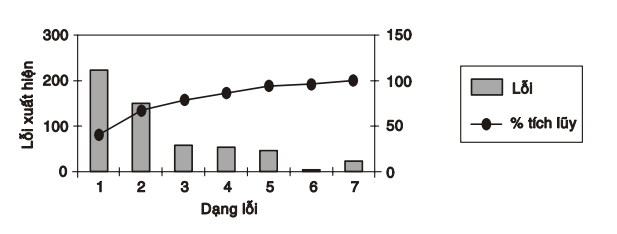 300
200
100
0
Lỗi xuất hiện
150
100
50
0
1 2 3 4 5 6 7
Dạng lỗi
Lỗi
% tích lũy